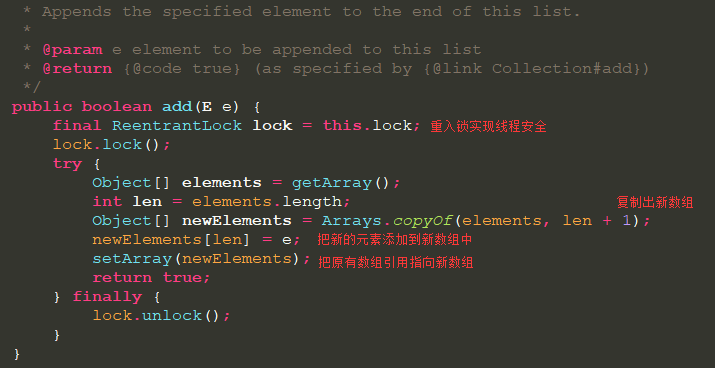 * Appends the specified element to the end of this list.
*
* @param e element to be appended to this list
* @return {@code true} (as specified by {@link Collection#add})
*/
public boolean add(E e) {
final ReentrantLock lock = this.lock; 重入锁实现线程安全
lock.lock();
try {
Object[] elements = getArray();
int len = elements.length; 复制出新数组
Object[] newElements = Arrays.copyOf(elements, len + 1);
newElements[len] = e; 把新的元素添加到新数组中
setArray(newElements); 把原有数组引用指向新数组
return true;
} finally {
lock.unlock();
}
}